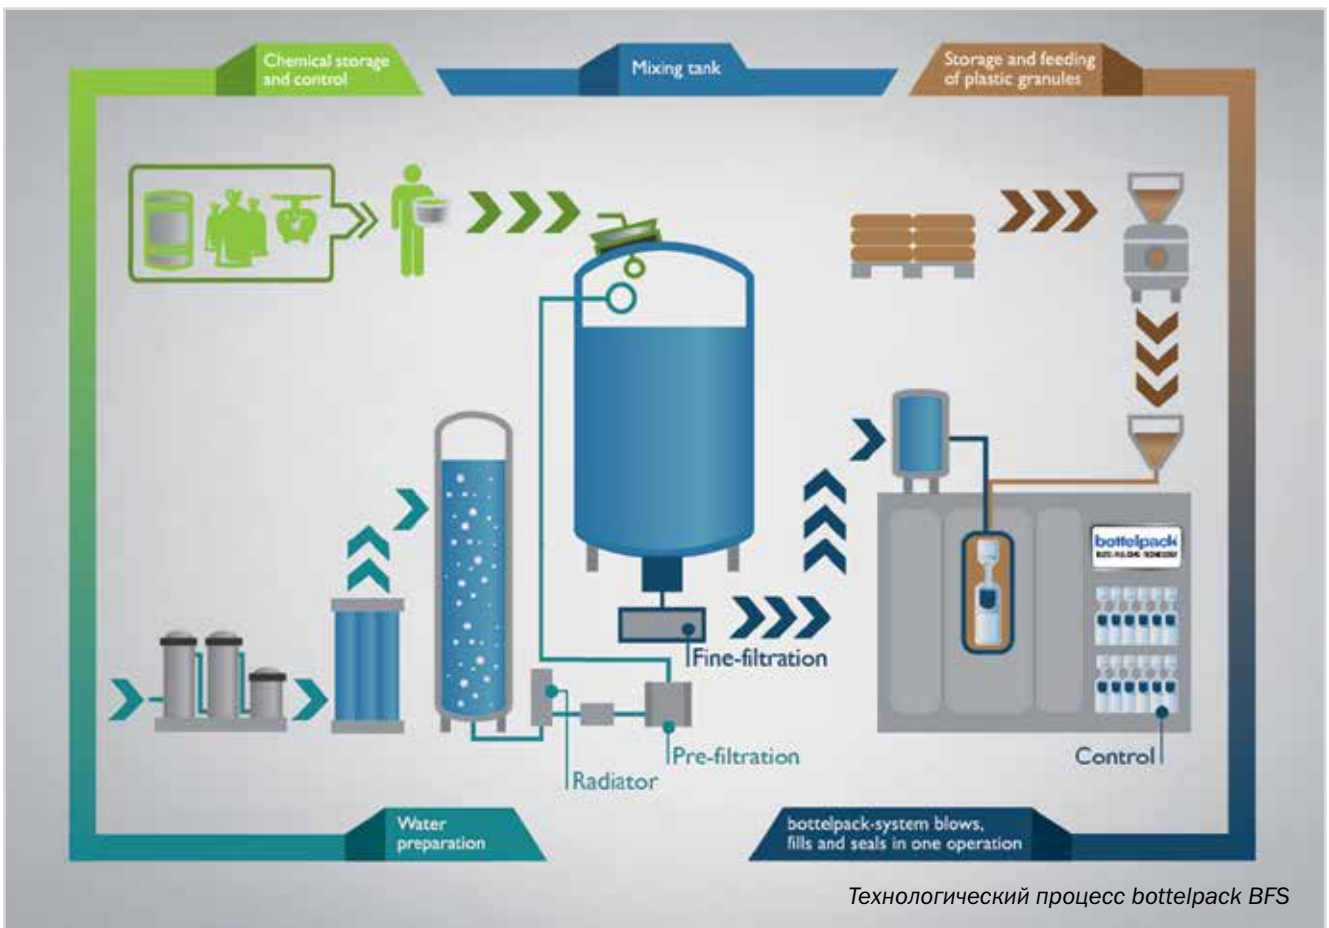 Chemical storage
and control
Mixing tank
Storage and feeding
of plastic granules
bottelpack
Fine-filtration
Pre-filtration
Radiator
Control
Water
preparation
bottelpack-system blows,
fills and seals in one operation
Технологический процесс bottelpack BFS